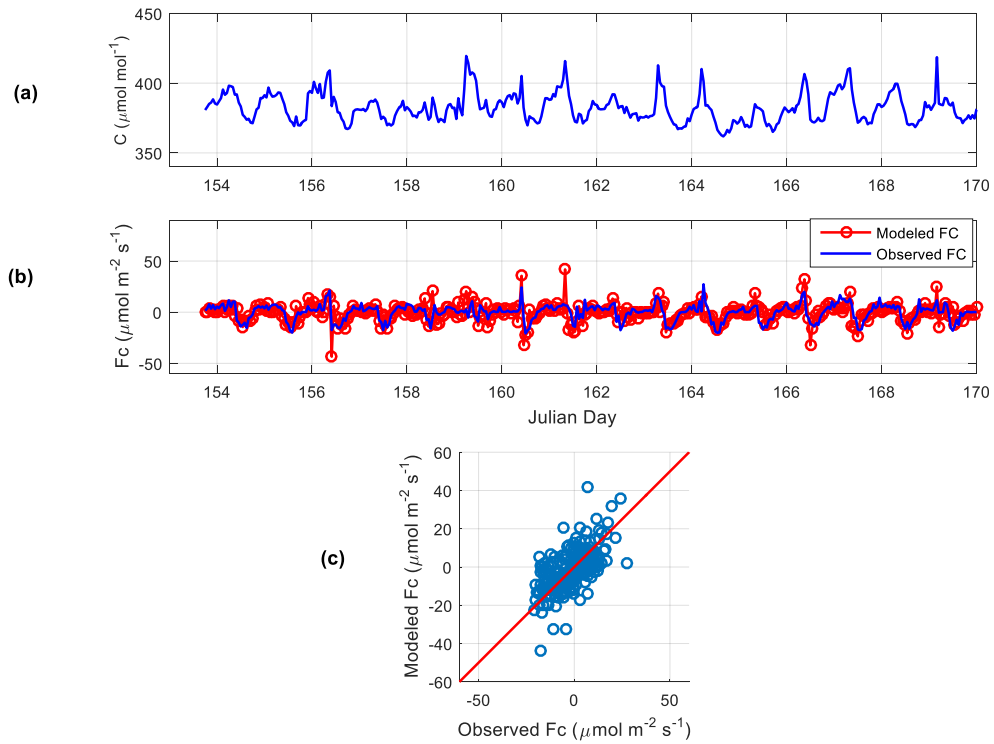 (a)
C (μmol mol-1)
450
400
350
154 156 158 160 162 164 166 168 170
(b)
Fc (μmol m-2 s-1)
50
0
-50
Modeled FC
Observed FC
154 156 158 160 162 164 166 168 170
Julian Day
(c)
Modeled Fc (μmol m-2 s-1)
60
40
20
0
-20
-40
-60
-50 0 50
Observed Fc (μmol m-2 s-1)